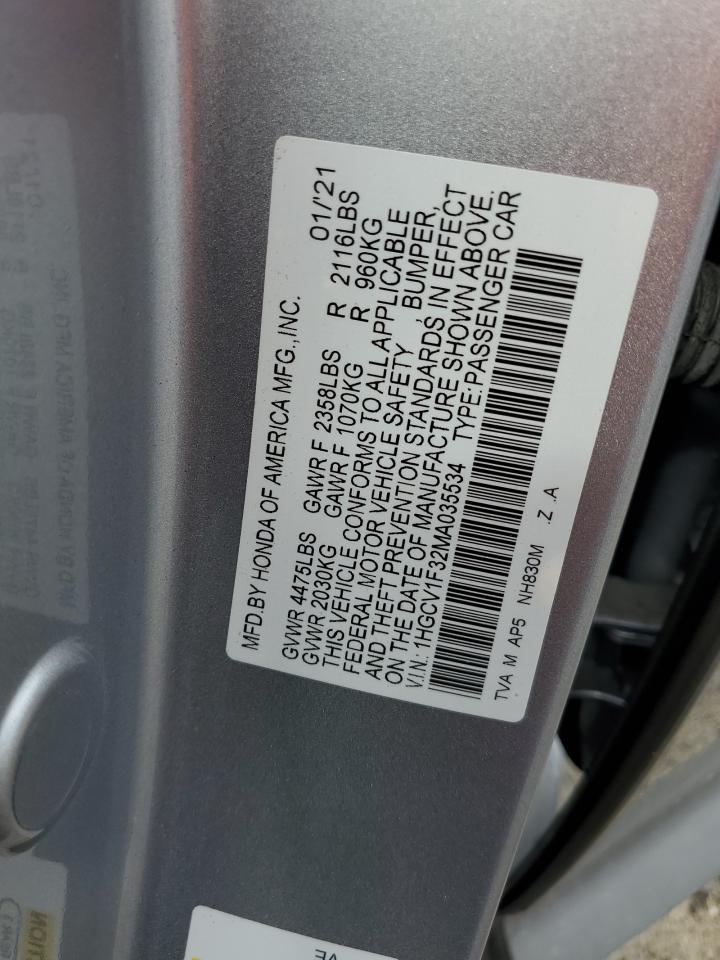 MFD.BY HONDA OF AMERICA MFG.,INC. 01/'21
GVWR 4475LBS GAWR F 2358LBS R 2116LBS
GVWR 2030KG GAWR F 1070KG R 960KG
THIS VEHICLE CONFORMS TO ALL APPLICABLE
FEDERAL MOTOR VEHICLE SAFETY , BUMPER,
AND THEFT PREVENTION STANDARDS IN EFFECT
ON THE DATE OF MANUFACTURE SHOWN ABOVE.
V.I.N.: 1HGCV1F32MA035534 TYPE:PASSENGER CAR
TVA M AP5 NH830M .Z .A